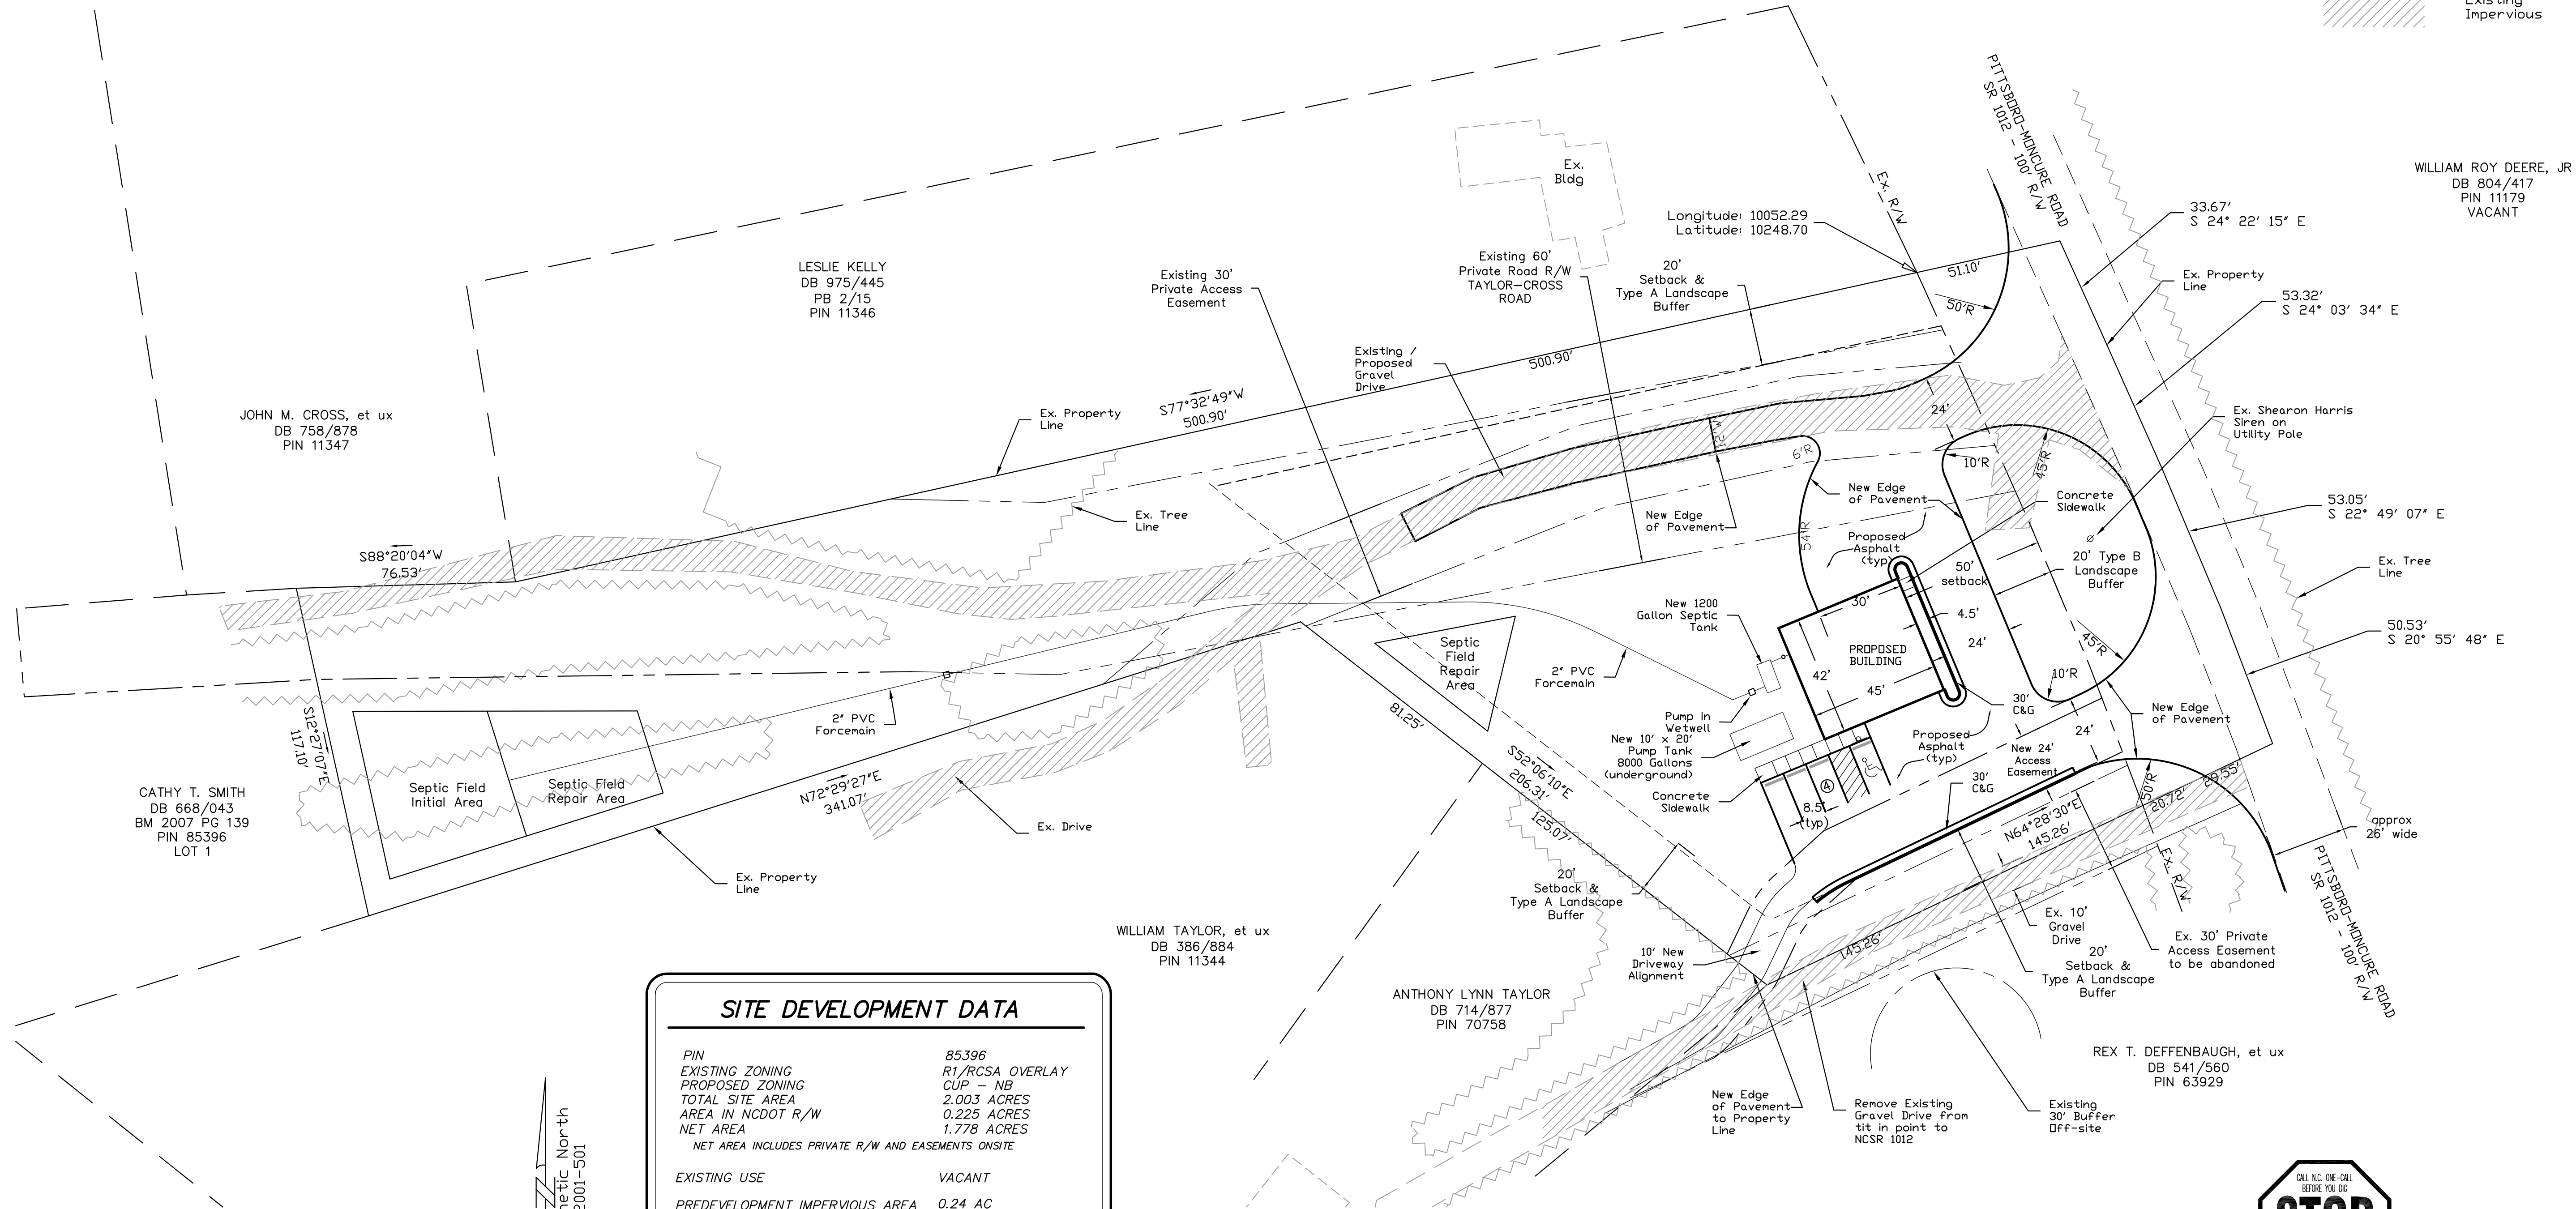 Existing
Impervious
PITTSBORO-MONCURE ROAD
SR 1012 - 100' R/W
WILLIAM ROY DEERE, JR
DB 804/417
PIN 11179
VACANT
Ex.
Bldg
Ex. R/W
Longitude: 10052.29
Latitude: 10248.70
33.67'
S 24° 22' 15" E
LESLIE KELLY
DB 975/445
PB 2/15
PIN 11346
Existing 30'
Private Access
Easement
Existing 60'
Private Road R/W
TAYLOR-CROSS
ROAD
20'
Setback &
Type A Landscape
Buffer
51.10'
50'R
Ex. Property
Line
53.32'
S 24° 03' 34" E
Existing /
Proposed
Gravel
Drive
500.90'
S77°32'49"W
500.90'
JOHN M. CROSS, et ux
DB 758/878
PIN 11347
Ex. Property
Line
24'
Ex. Shearon Harris
Siren on
Utility Pole
12'W
6'R
10'R
45'R
New Edge
of Pavement
Concrete
Sidewalk
53.05'
S 22° 49' 07" E
Ex. Tree
Line
New Edge
of Pavement
54'R
Proposed
Asphalt
(typ)
S88°20'04"W
76.53'
50'
setback
20' Type B
Landscape
Buffer
Ex. Tree
Line
New 1200
Gallon Septic
Tank
30'
4.5'
24'
50.53'
S 20° 55' 48" E
Septic
Field
Repair
Area
PROPOSED
BUILDING
45'R
2" PVC
Forcemain
42'
45'
10'R
S12°27'07"E
117.10'
30'
C&G
New Edge
of Pavement
2" PVC
Forcemain
81.25'
Pump in
Wetwell
New 10' x 20'
Pump Tank
8000 Gallons
(underground)
Proposed
Asphalt
(typ)
24'
New 24'
Access
Easement
S52°06'10"E
206.31'
125.07'
CATHY T. SMITH
DB 668/043
BM 2007 PG 139
PIN 85396
LOT 1
Septic Field
Initial Area
Septic Field
Repair Area
N72°29'27"E
341.07'
Concrete
Sidewalk
4
8.5'
(typ)
30'
C&G
50'R
20.72'
29.55'
N64°28'30"E
145.26'
approx
26' wide
Ex. Drive
Ex. Property
Line
20'
Setback &
Type A Landscape
Buffer
Ex. R/W
PITTSBORO-MONCURE ROAD
SR 1012 - 100' R/W
WILLIAM TAYLOR, et ux
DB 386/884
PIN 11344
145.26'
10' New
Driveway
Alignment
Ex. 10'
Gravel
Drive
20'
Setback &
Type A Landscape
Buffer
Ex. 30' Private
Access Easement
to be abandoned
ANTHONY LYNN TAYLOR
DB 714/877
PIN 70758
REX T. DEFFENBAUGH, et ux
DB 541/560
PIN 63929
New Edge
of Pavement
to Property
Line
Remove Existing
Gravel Drive from
tit in point to
NCSR 1012
Existing
30' Buffer
Off-site
SITE DEVELOPMENT DATA
PIN 85396
EXISTING ZONING R1/RCSA OVERLAY
PROPOSED ZONING CUP - NB
TOTAL SITE AREA 2.003 ACRES
AREA IN NCDOT R/W 0.225 ACRES
NET AREA 1.778 ACRES
NET AREA INCLUDES PRIVATE R/W AND EASEMENTS ONSITE
EXISTING USE VACANT
PREDEVELOPMENT IMPERVIOUS AREA 0.24 AC
North
2001-501
CALL N.C. ONE-CALL
BEFORE YOU DIG
STOP